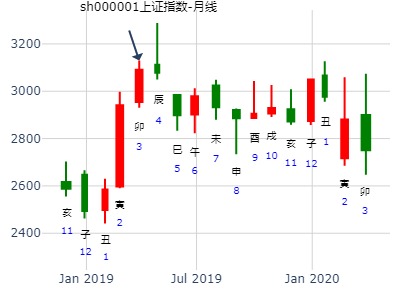 sh000001上证指数-月线
3200
3000
2800
2600
2400
亥
11
子
12
丑
1
寅
2
卯
3
辰
4
巳
5
午
6
未
7
申
8
酉
9
戌
10
亥
11
子
12
丑
1
寅
2
卯
3
Jan 2019
Jul 2019
Jan 2020